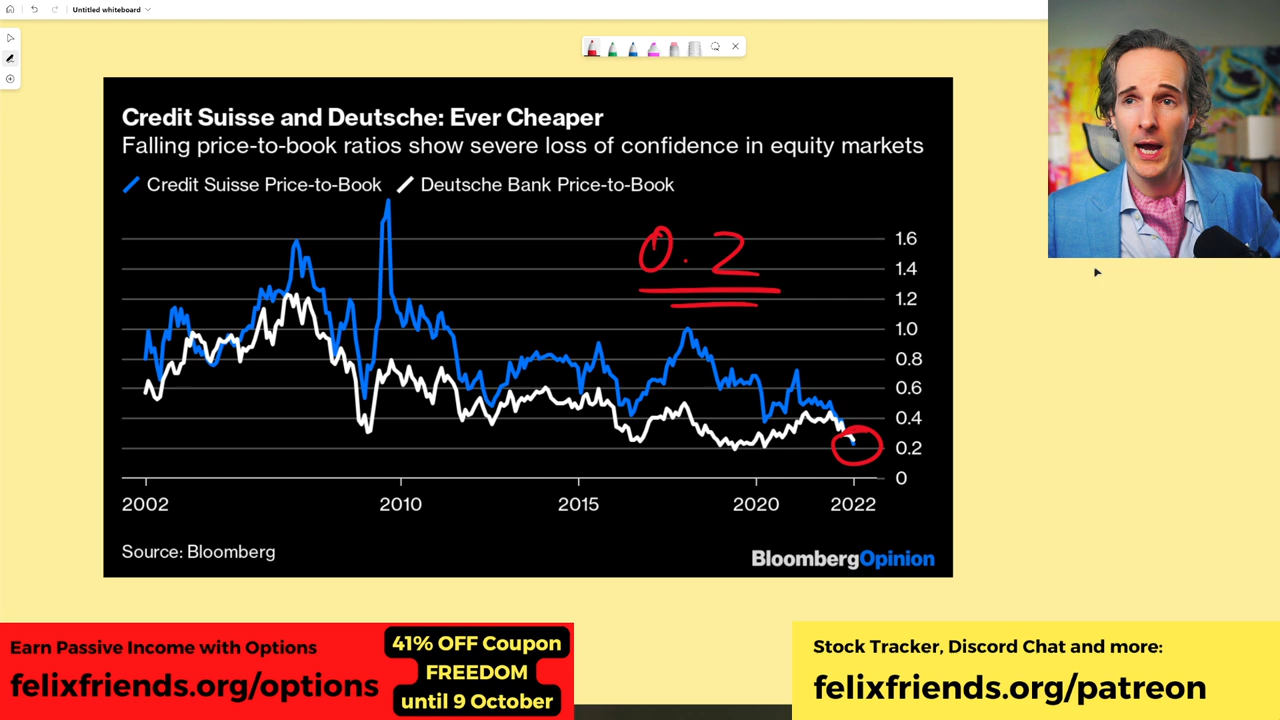 Untitled whiteboard
Credit Suisse and Deutsche: Ever Cheaper
Falling price-to-book ratios show severe loss of confidence in equity markets
Credit Suisse Price-to-Book Deutsche Bank Price-to-Book
0.2
1.6
1.4
1.2
1.0
0.8
0.6
0.4
0.2
0
2002 2010 2015 2020 2022
Source: Bloomberg
BloombergOpinion
Earn Passive Income with Options
felixfriends.org/options
41% OFF Coupon
FREEDOM
until 9 October
Stock Tracker, Discord Chat and more:
felixfriends.org/patreon